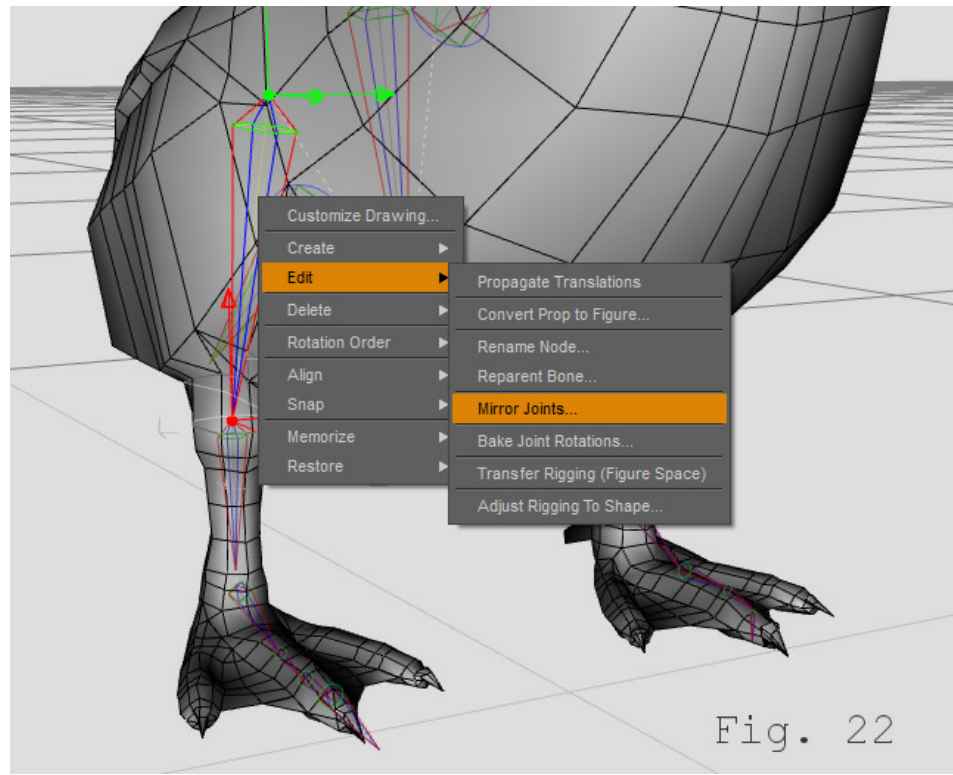 Customize Drawing...
Create
Edit
Delete
Rotation Order
Align
Snap
Memorize
Restore
Propagate Translations
Convert Prop to Figure...
Rename Node...
Reparent Bone...
Mirror Joints...
Bake Joint Rotations...
Transfer Rigging (Figure Space)
Adjust Rigging To Shape...
Fig. 22